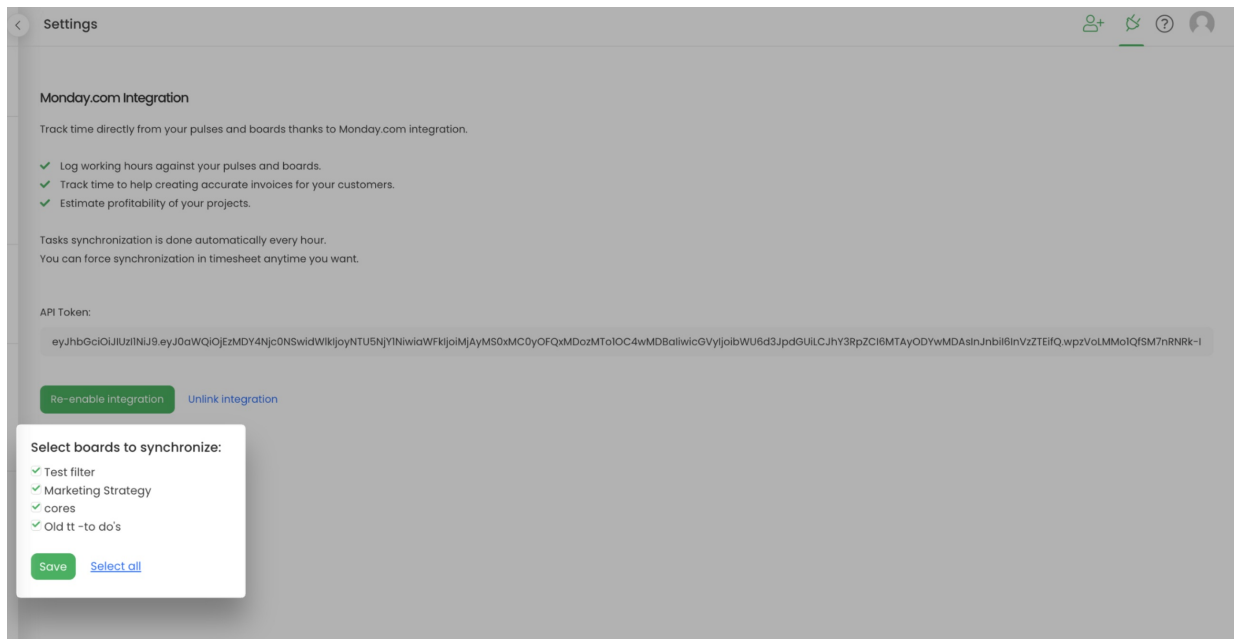 Settings
Monday.com Integration
Track time directly from your pulses and boards thanks to Monday.com integration.
Log working hours against your pulses and boards.
Track time to help creating accurate invoices for your customers.
Estimate profitability of your projects.
Tasks synchronization is done automatically every hour.
You can force synchronization in timesheet anytime you want.
API Token:
Re-enable integration Unlink integration
Select boards to synchronize:
Test filter
Marketing Strategy
cores
Old tt -to do's
Save Select all